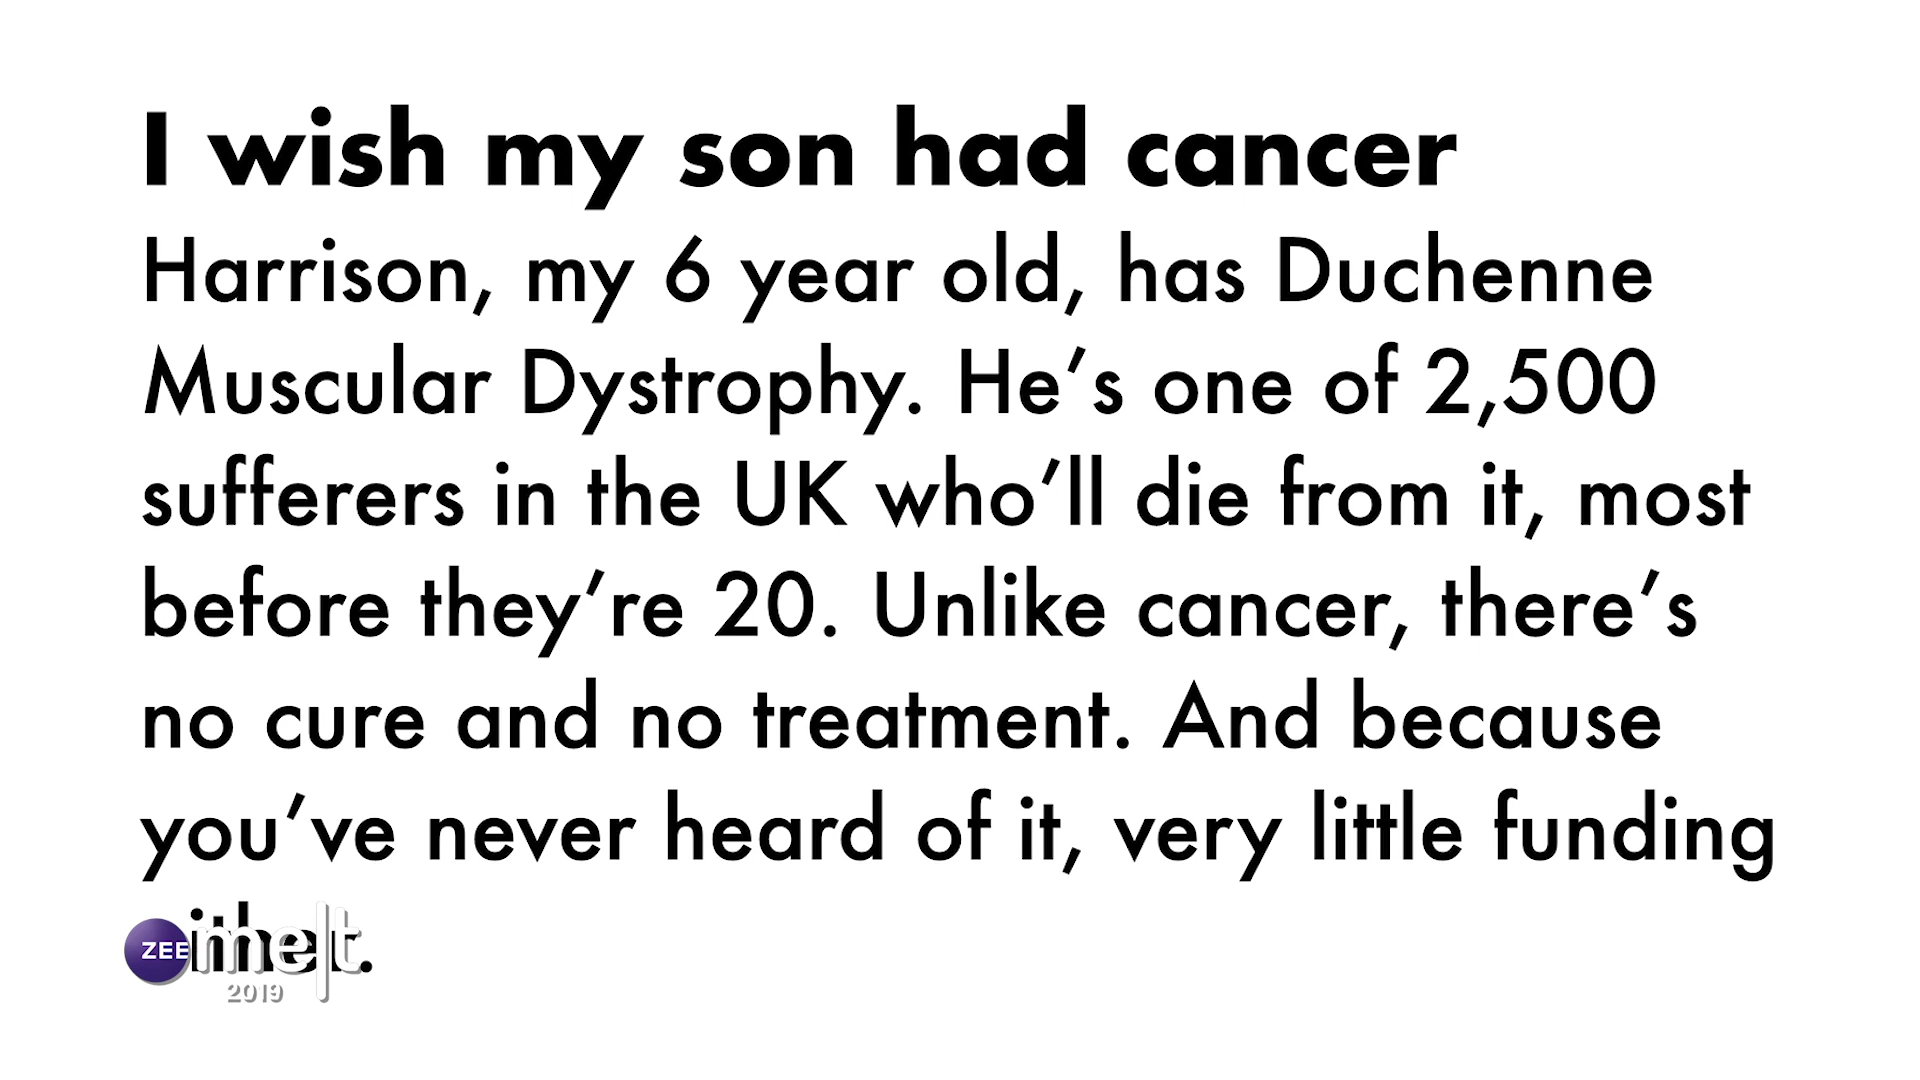 I wish my son had cancer
Harrison, my 6 year old, has Duchenne
Muscular Dystrophy. He’s one of 2,500
sufferers in the UK who’ll die from it, most
before they’re 20. Unlike cancer, there’s
no cure and no treatment. And because
you’ve never heard of it, very little funding
either.
ZEE melt
2019